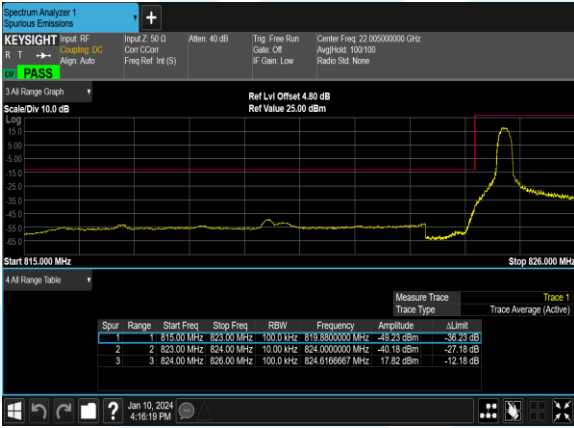 Spectrum Analyzer 1
Spurious Emissions
+
KEYSIGHT Input: RF Input Z: 50 Ω Atten: 40 dB Trig: Free Run Center Freq: 22.005000000 GHz
R T Coupling: DC Corr CCorr Gate: Off Avg|Hold: 100/100
Align: Auto Freq Ref: Int (S) IF Gain: Low Radio Std: None
PASS
3 All Range Graph
Ref Lvl Offset 4.80 dB
Scale/Div 10.0 dB Ref Value 25.00 dBm
Log
15.0
5.00
-5.00
-15.0
-25.0
-35.0
-45.0
-55.0
-65.0
Start 815.000 MHz Stop 826.000 MHz
4 All Range Table
Measure Trace Trace 1
Trace Type Trace Average (Active)
Spur Range Start Freq Stop Freq RBW Frequency Amplitude ΔLimit
1 1 815.00 MHz 823.00 MHz 100.0 kHz 819.8800000 MHz -49.23 dBm -36.23 dB
2 2 823.00 MHz 824.00 MHz 10.00 kHz 824.0000000 MHz -40.18 dBm -27.18 dB
3 3 824.00 MHz 826.00 MHz 100.0 kHz 824.6166667 MHz 17.82 dBm -12.18 dB
? Jan 10, 2024
4:16:19 PM